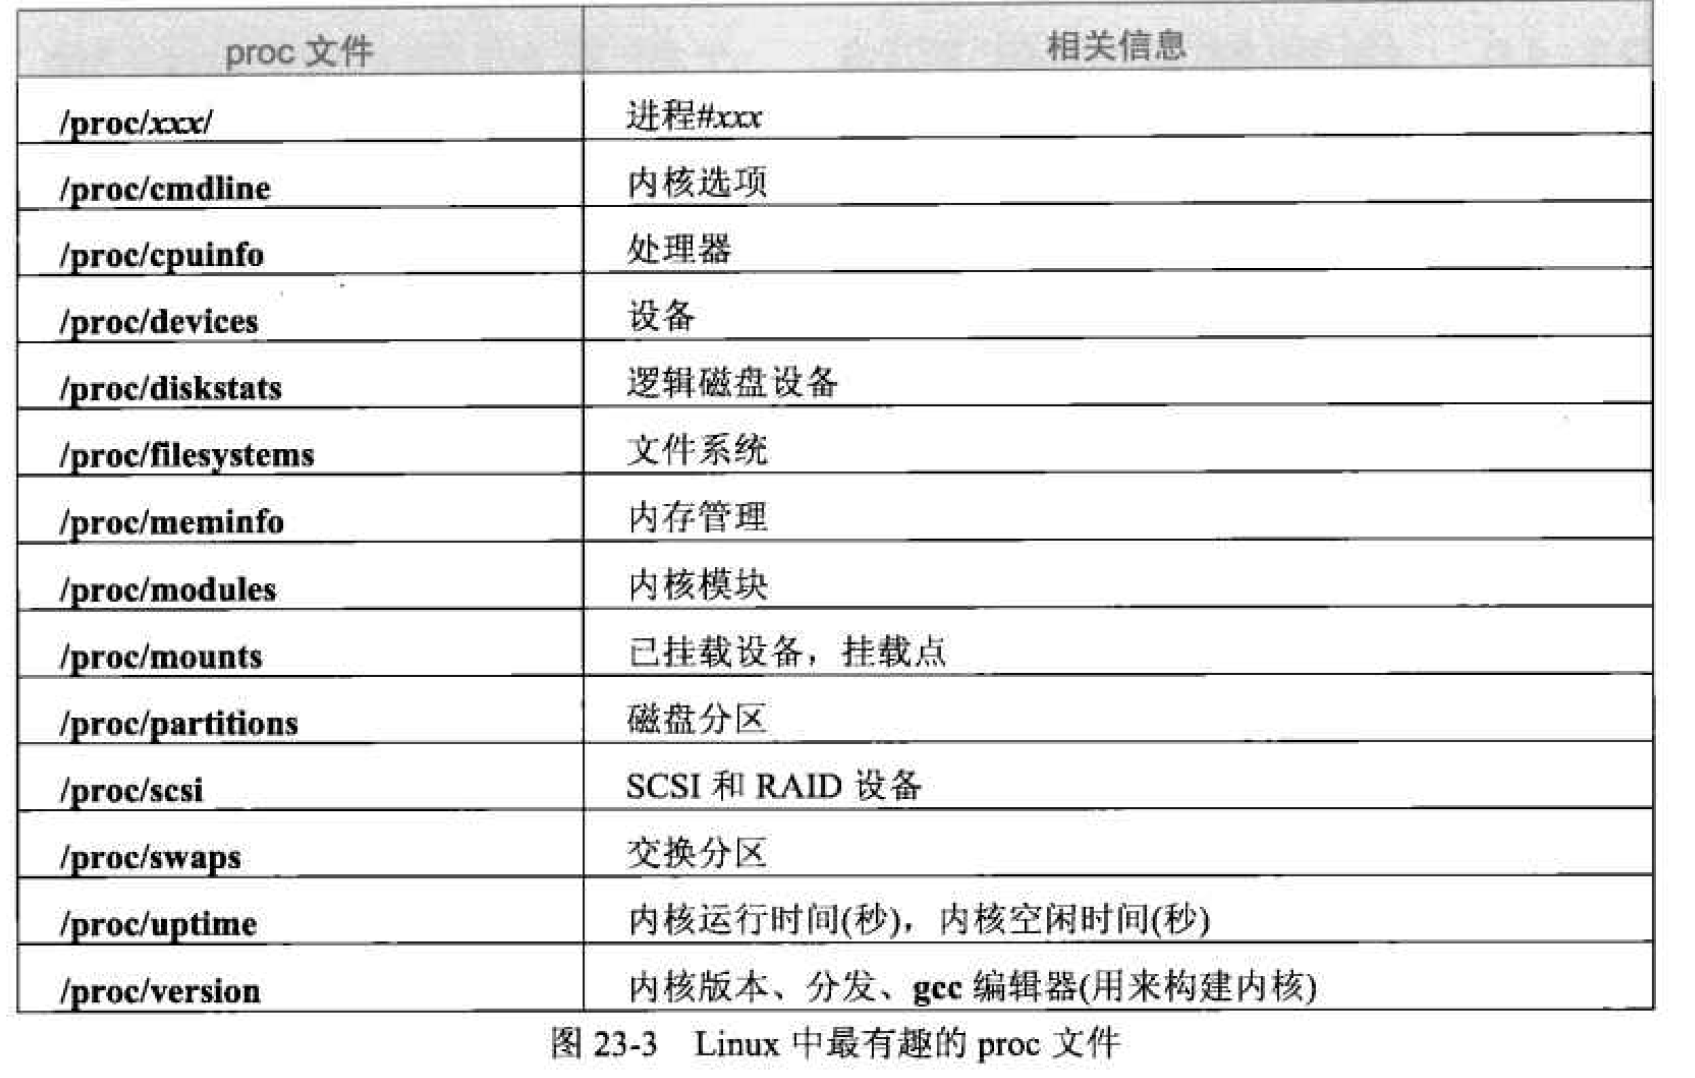 proc 文件 相关信息
/proc/xxx/ 进程#xxx
/proc/cmdline 内核选项
/proc/cpuinfo 处理器
/proc/devices 设备
/proc/diskstats 逻辑磁盘设备
/proc/filesystems 文件系统
/proc/meminfo 内存管理
/proc/modules 内核模块
/proc/mounts 已挂载设备，挂载点
/proc/partitions 磁盘分区
/proc/scsi SCSI 和 RAID 设备
/proc/swaps 交换分区
/proc/uptime 内核运行时间(秒)，内核空闲时间(秒)
/proc/version 内核版本、分发、gcc 编辑器(用来构建内核)
图 23-3 Linux 中最有趣的 proc 文件